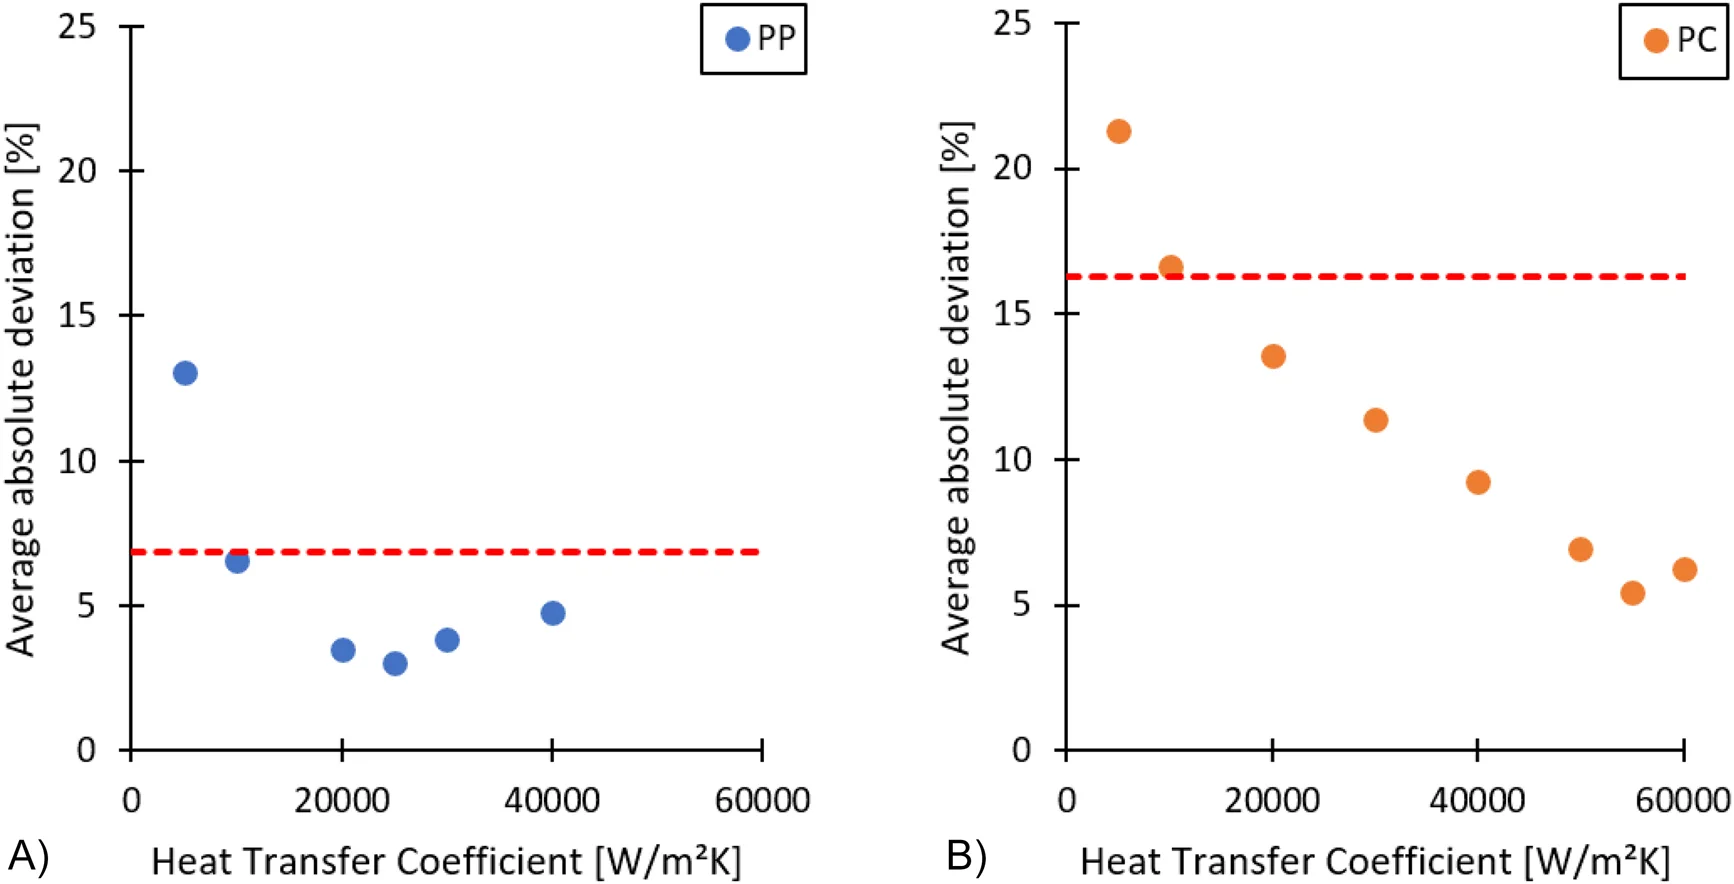 25
20
15
10
5
0
0 20000 40000 60000
Average absolute deviation [%]
Heat Transfer Coefficient [W/m²K]
PP
A)
25
20
15
10
5
0
0 20000 40000 60000
Average absolute deviation [%]
Heat Transfer Coefficient [W/m²K]
PC
B)